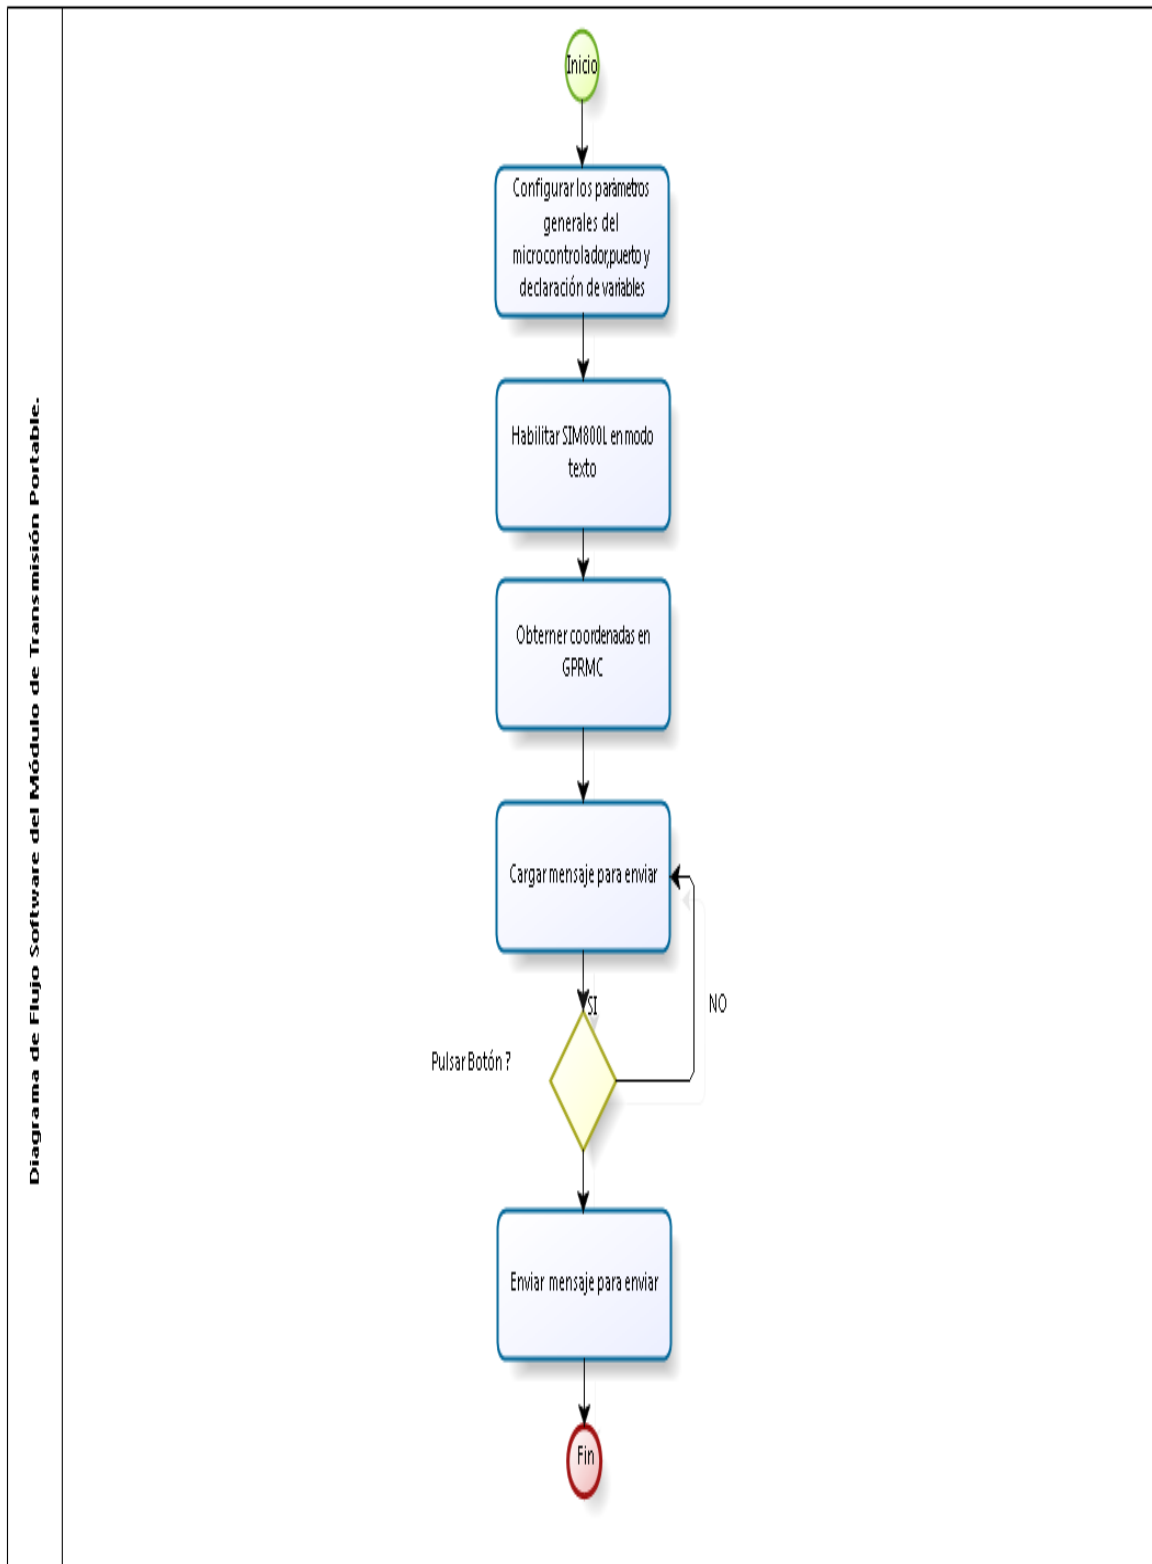 Diagrama de Flujo Software del Módulo de Transmisión Portable.
Inicio
Configurar los parámetros
generales del
microcontrolador,puerto y
declaración de variables
Habilitar SIM800L en modo
texto
Obterner coordenadas en
GPRMC
Cargar mensaje para enviar
SI
NO
Pulsar Botón ?
Enviar mensaje para enviar
Fin